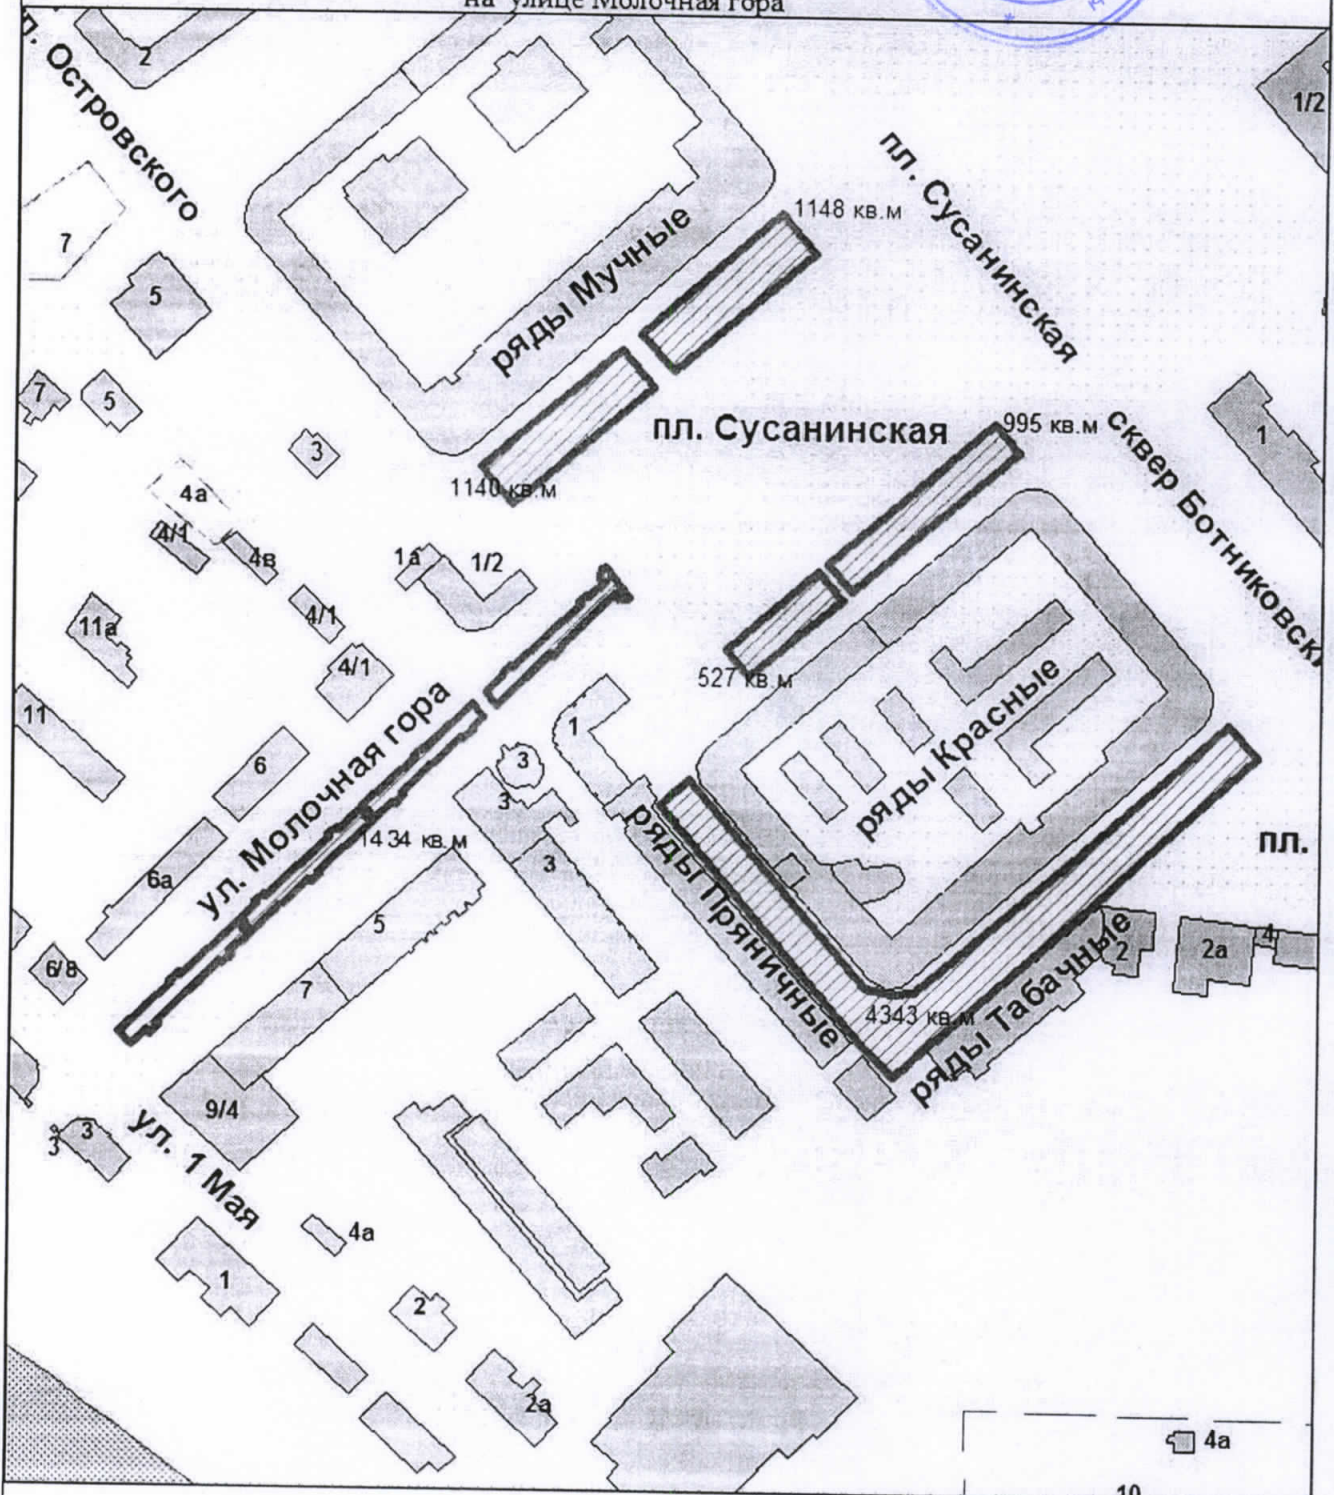 на улице Молочная гора
ул. Островского
2
1/2
пл. Сусанинская
1148 кв.м
7
5
ряды Мучные
7
5
3
пл. Сусанинская
995 кв.м
сквер Ботниковский
1
4а
1140 кв.м
4/1
4в
1а
1/2
4/1
11а
4/1
527 кв.м
11
ул. Молочная гора
1
6
3
3
ряды Красные
1434 кв.м
ряды Пряничные
3
пл.
6а
5
6/8
7
2
2а
4
4343 кв.м
ряды Табачные
9/4
3
3
ул. 1 Мая
4а
1
2
2а
4а
10